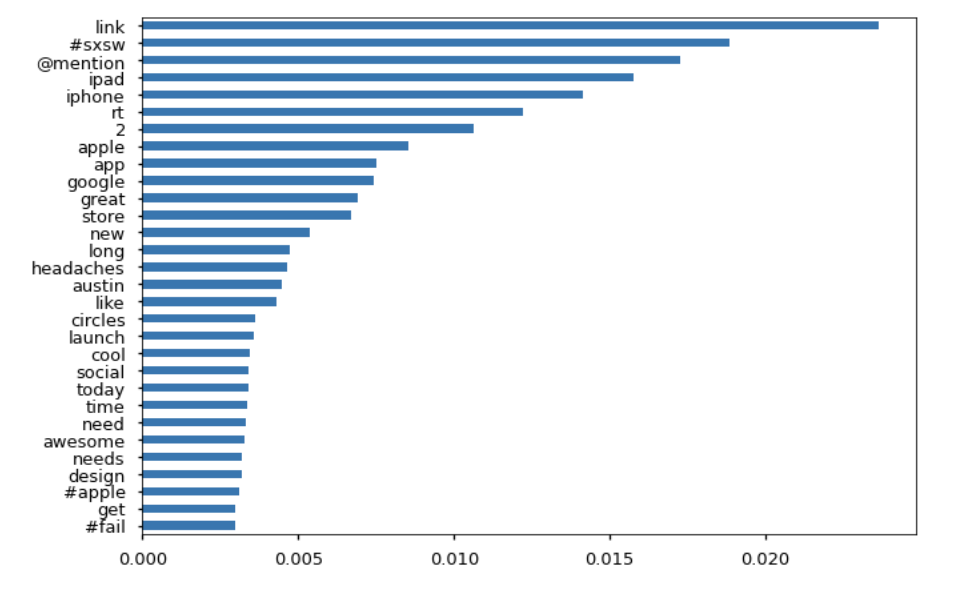 link
#sxsw
@mention
ipad
iphone
rt
2
apple
app
google
great
store
new
long
headaches
austin
like
circles
launch
cool
social
today
time
need
awesome
needs
design
#apple
get
#fail
0.000 0.005 0.010 0.015 0.020